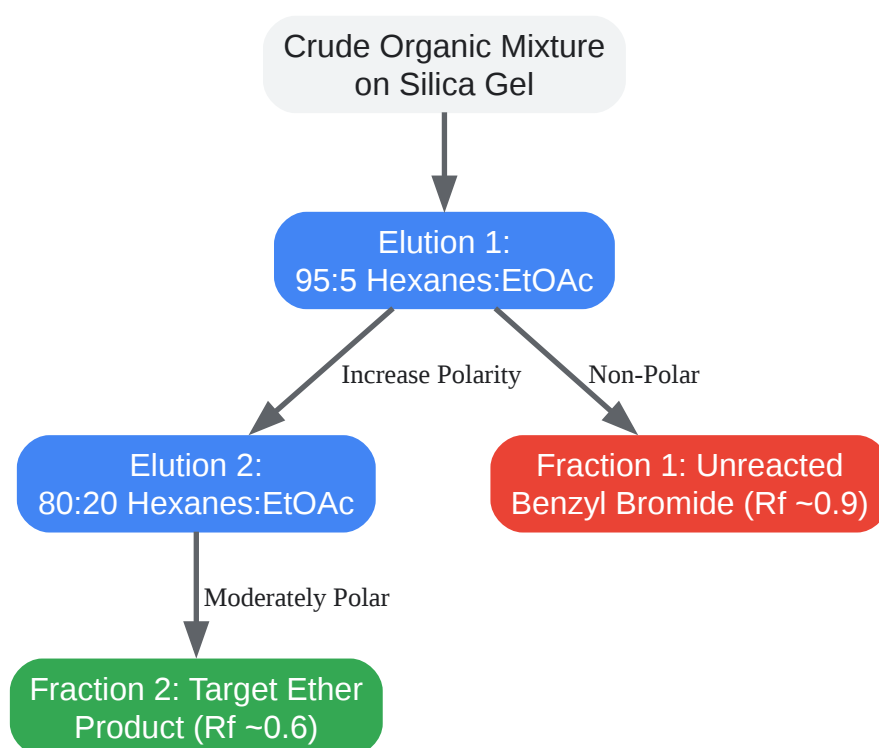 Crude Organic Mixture
on Silica Gel
Elution 1:
95:5 Hexanes:EtOAc
Increase Polarity
Non-Polar
Elution 2:
80:20 Hexanes:EtOAc
Fraction 1: Unreacted
Benzyl Bromide (Rf ~0.9)
Moderately Polar
Fraction 2: Target Ether
Product (Rf ~0.6)